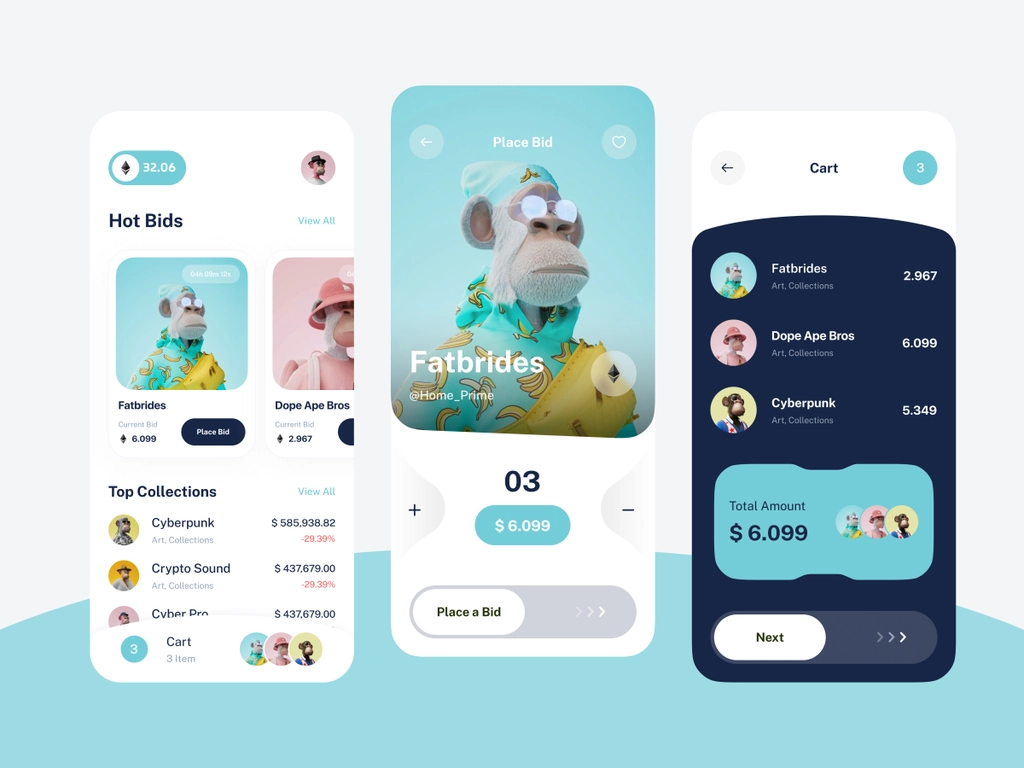 32.06
Hot Bids
View All
04h 09m 12s
Fatbrides
Current Bid
6.099
Place Bid
Dope Ape Bros
Current Bid
2.967
Top Collections
View All
Cyberpunk
$ 585,938.82
Art, Collections
-29.39%
Crypto Sound
$ 437,679.00
Art, Collections
-29.39%
Cyber Pro
$ 437,679.00
3
Cart
3 Item
Place Bid
Fatbrides
@Home_Prime
03
+
−
$ 6.099
Place a Bid
Cart
3
Fatbrides
Art, Collections
2.967
Dope Ape Bros
Art, Collections
6.099
Cyberpunk
Art, Collections
5.349
Total Amount
$ 6.099
Next